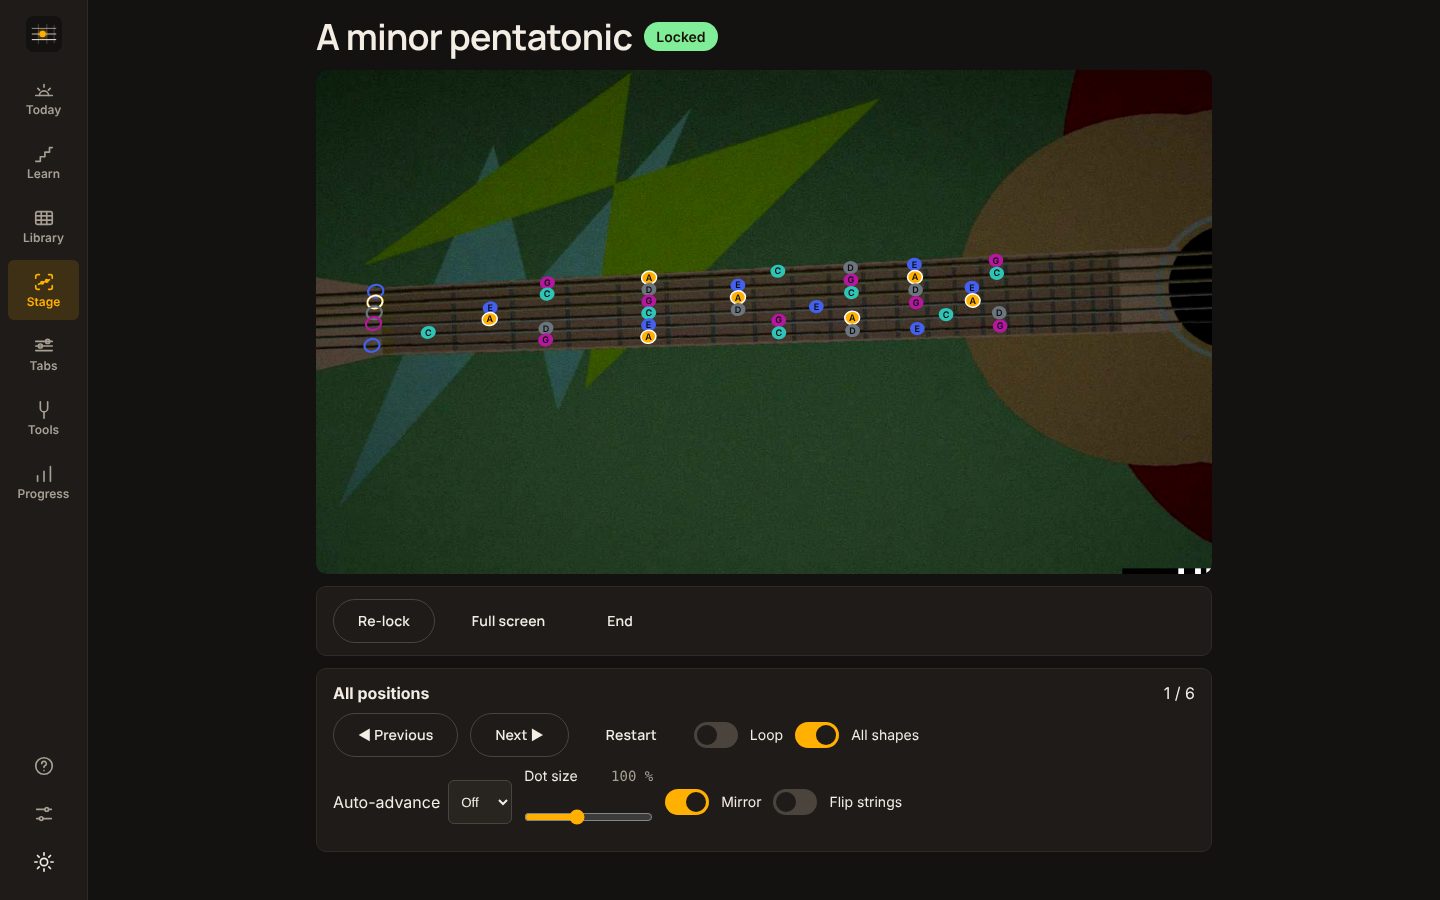 A minor pentatonic
Locked
Today
Learn
Library
Stage
Tabs
Tools
Progress
G
C
E
A
C
D
G
A
D
G
C
E
A
E
A
D
C
G
C
E
D
G
C
A
D
E
A
D
G
E
C
E
A
G
C
D
G
Re-lock
Full screen
End
All positions
1 / 6
◀ Previous
Next ▶
Restart
Loop
All shapes
Auto-advance
Off
Dot size
100 %
Mirror
Flip strings